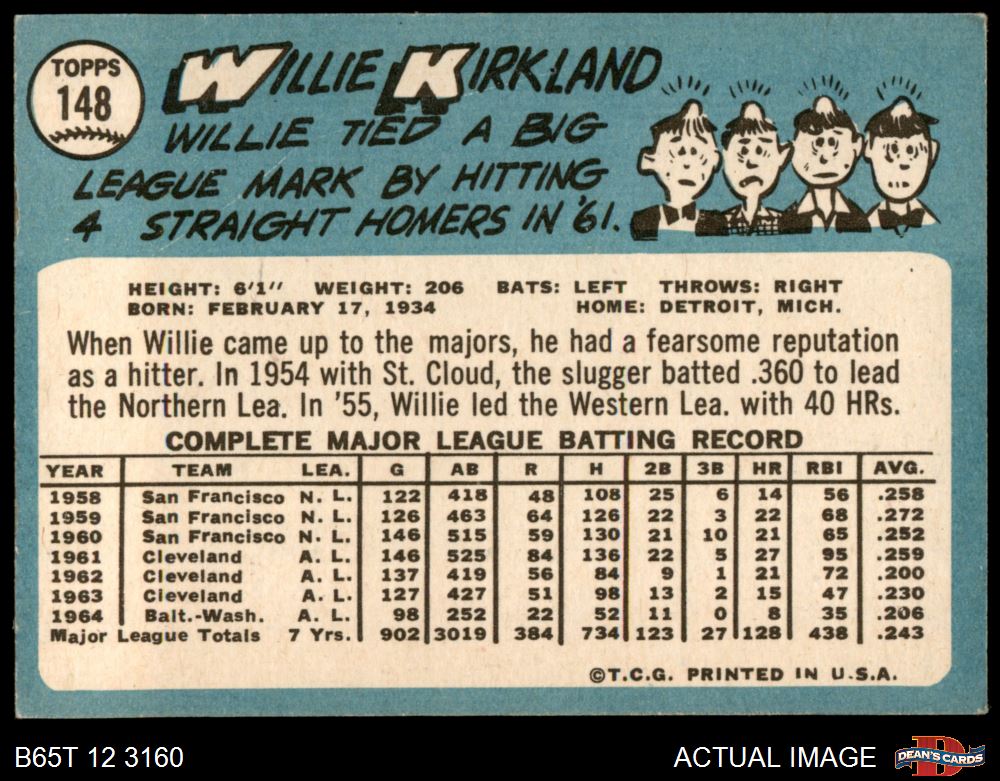 TOPPS
148
WILLIE KIRKLAND
WILLIE TIED A BIG
LEAGUE MARK BY HITTING
4 STRAIGHT HOMERS IN '61.
HEIGHT: 6'1" WEIGHT: 206 BATS: LEFT THROWS: RIGHT
BORN: FEBRUARY 17, 1934 HOME: DETROIT, MICH.
When Willie came up to the majors, he had a fearsome reputation
as a hitter. In 1954 with St. Cloud, the slugger batted .360 to lead
the Northern Lea. In '55, Willie led the Western Lea. with 40 HRs.
COMPLETE MAJOR LEAGUE BATTING RECORD
YEAR TEAM LEA. G AB R H 2B 3B HR RBI AVG.
1958 San Francisco N. L. 122 418 48 108 25 6 14 56 .258
1959 San Francisco N. L. 126 463 64 126 22 3 22 68 .272
1960 San Francisco N. L. 146 515 59 130 21 10 21 65 .252
1961 Cleveland A. L. 146 525 84 136 22 5 27 95 .259
1962 Cleveland A. L. 137 419 56 84 9 1 21 72 .200
1963 Cleveland A. L. 127 427 51 98 13 2 15 47 .230
1964 Balt.-Wash. A. L. 98 252 22 52 11 0 8 35 .206
Major League Totals 7 Yrs. 902 3019 384 734 123 27 128 438 .243
©T.C.G. PRINTED IN U.S.A.
B65T 12 3160 ACTUAL IMAGE
D
DEAN'S CARDS